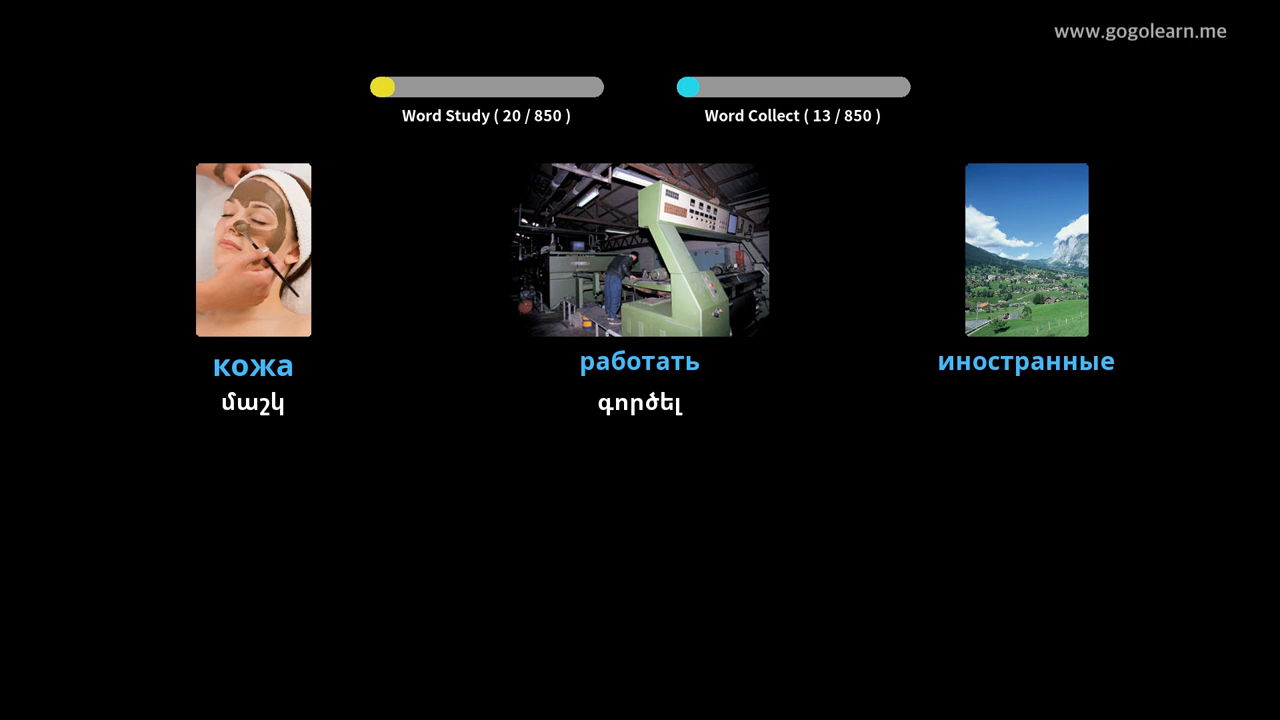 www.gogolearn.me
Word Study ( 20 / 850 )
Word Collect ( 13 / 850 )
кожа
работать
иностранные
մաշկ
գործել